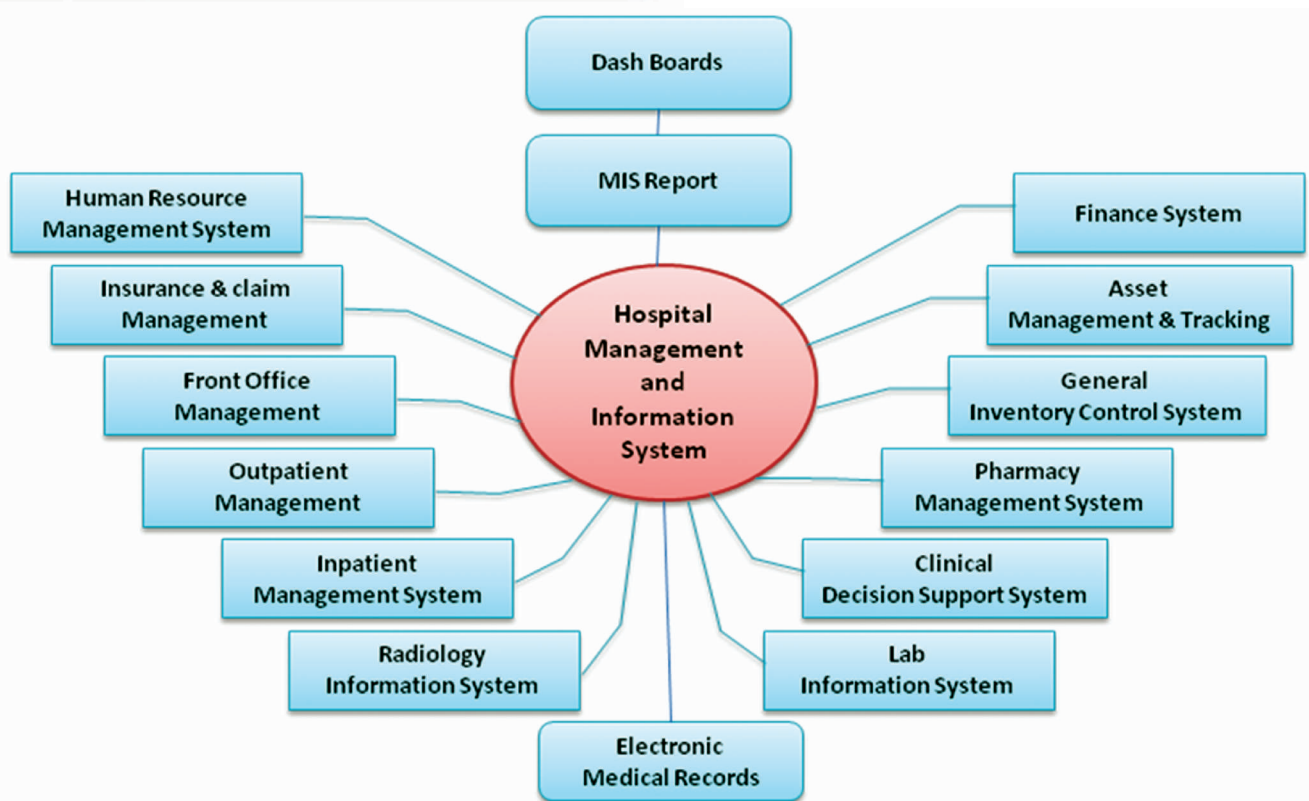 Dash Boards
MIS Report
Human Resource
Management System
Finance System
Insurance & claim
Management
Asset
Management & Tracking
Hospital
Management
and
Information
System
Front Office
Management
General
Inventory Control System
Outpatient
Management
Pharmacy
Management System
Inpatient
Management System
Clinical
Decision Support System
Radiology
Information System
Lab
Information System
Electronic
Medical Records